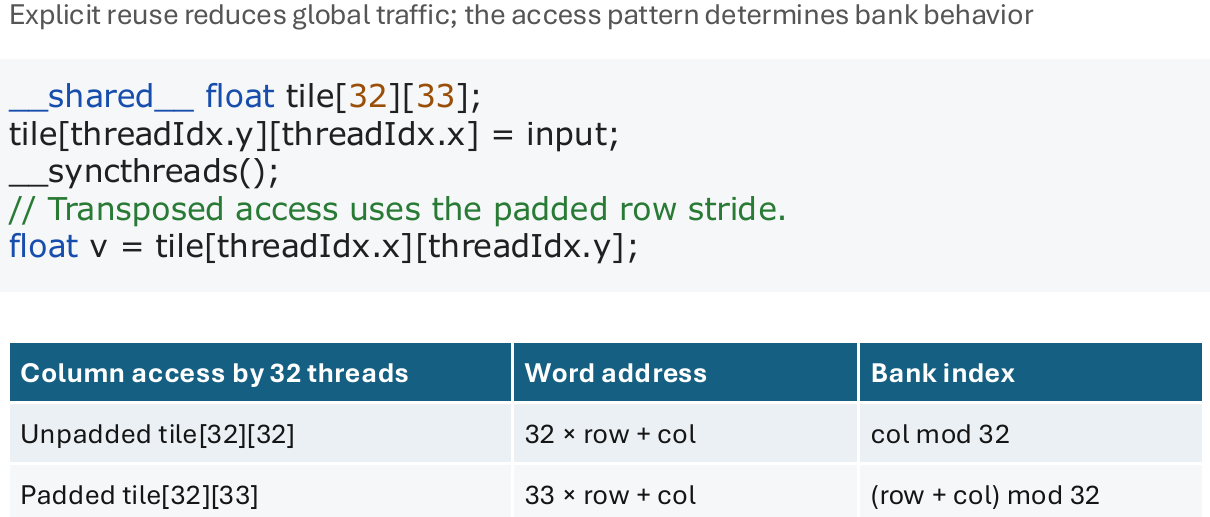 Explicit reuse reduces global traffic; the access pattern determines bank behavior
__shared__ float tile[32][33];
tile[threadIdx.y][threadIdx.x] = input;
__syncthreads();
// Transposed access uses the padded row stride.
float v = tile[threadIdx.x][threadIdx.y];
Column access by 32 threads Word address Bank index
Unpadded tile[32][32] 32 × row + col col mod 32
Padded tile[32][33] 33 × row + col (row + col) mod 32